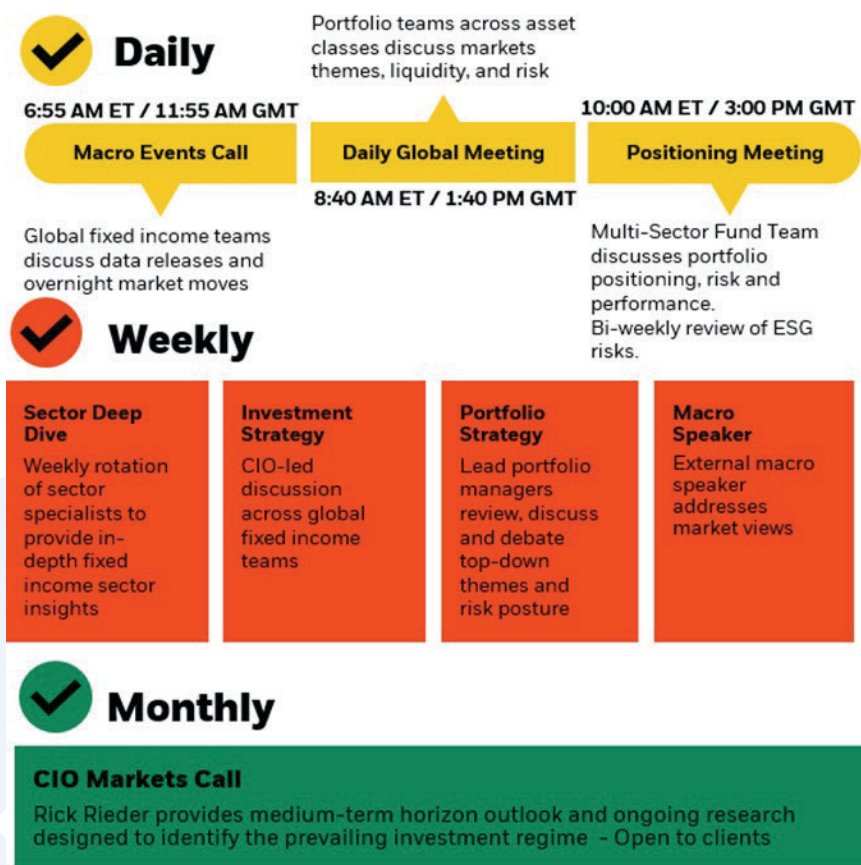 Daily
Portfolio teams across asset
classes discuss markets
themes, liquidity, and risk
6:55 AM ET / 11:55 AM GMT
10:00 AM ET / 3:00 PM GMT
Macro Events Call
Daily Global Meeting
Positioning Meeting
8:40 AM ET / 1:40 PM GMT
Global fixed income teams
discuss data releases and
overnight market moves
Multi-Sector Fund Team
discusses portfolio
positioning, risk and
performance.
Bi-weekly review of ESG
risks.
Weekly
Sector Deep
Dive
Weekly rotation
of sector
specialists to
provide in-
depth fixed
income sector
insights
Investment
Strategy
CIO-led
discussion
across global
fixed income
teams
Portfolio
Strategy
Lead portfolio
managers
review, discuss
and debate
top-down
themes and
risk posture
Macro
Speaker
External macro
speaker
addresses
market views
Monthly
CIO Markets Call
Rick Rieder provides medium-term horizon outlook and ongoing research
designed to identify the prevailing investment regime - Open to clients